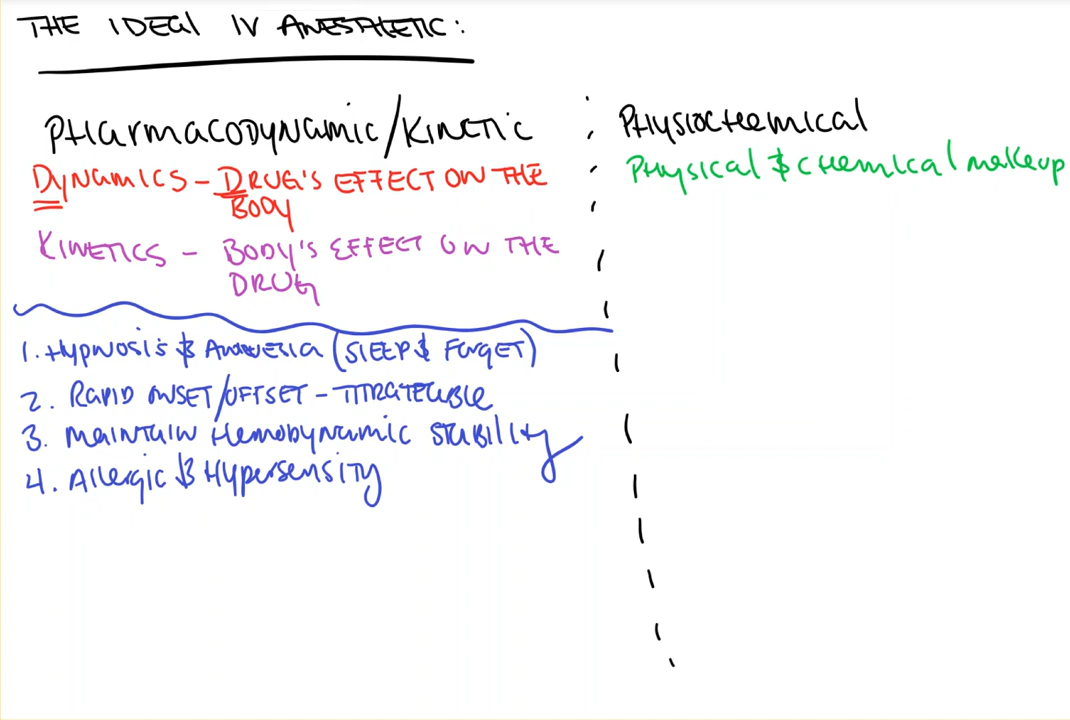 THE IDEAL IV ANESTHETIC:
PHARMACODYNAMIC/KINETIC
DYNAMICS - DRUG'S EFFECT ON THE
BODY
KINETICS - BODY'S EFFECT ON THE
DRUG
1. HYPNOSIS & AMNESIA (SLEEP & FORGET)
2. RAPID ONSET/OFFSET - TITRATEABLE
3. MAINTAIN HEMODYNAMIC STABILITY
4. ALLERGIC & HYPERSENSITY
PHYSIOCHEMICAL
PHYSICAL & CHEMICAL MAKEUP